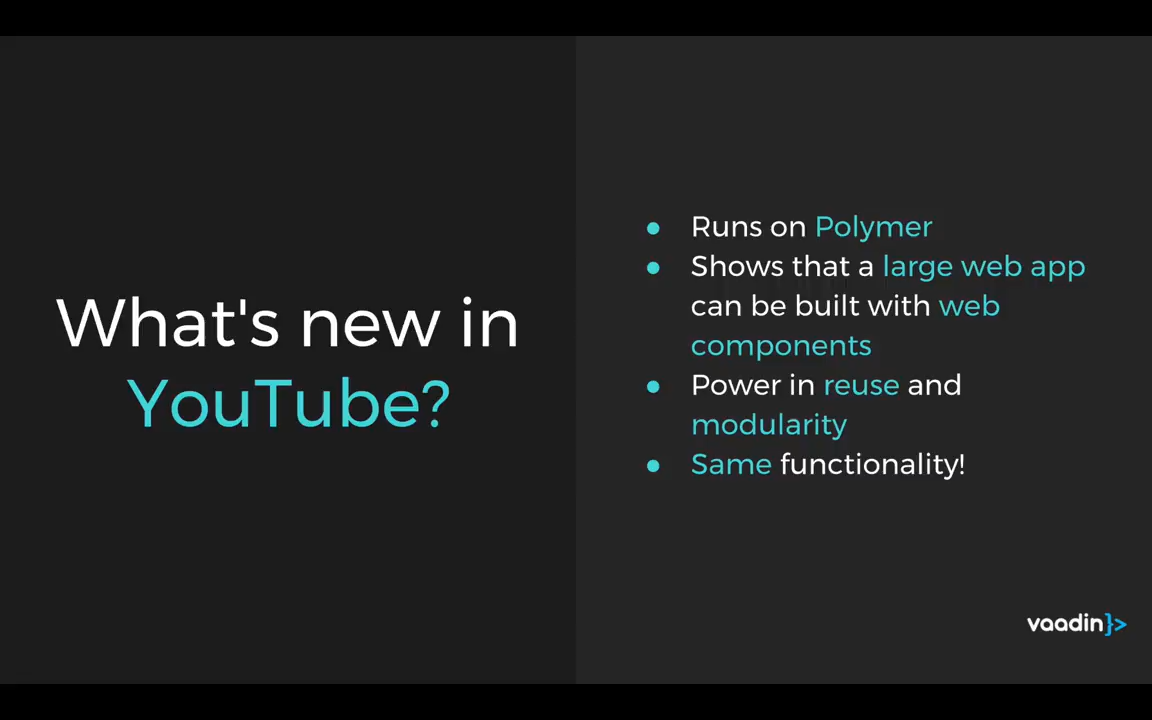 What's new in
YouTube?
● Runs on Polymer
● Shows that a large web app
can be built with web
components
● Power in reuse and
modularity
● Same functionality!
vaadin}>